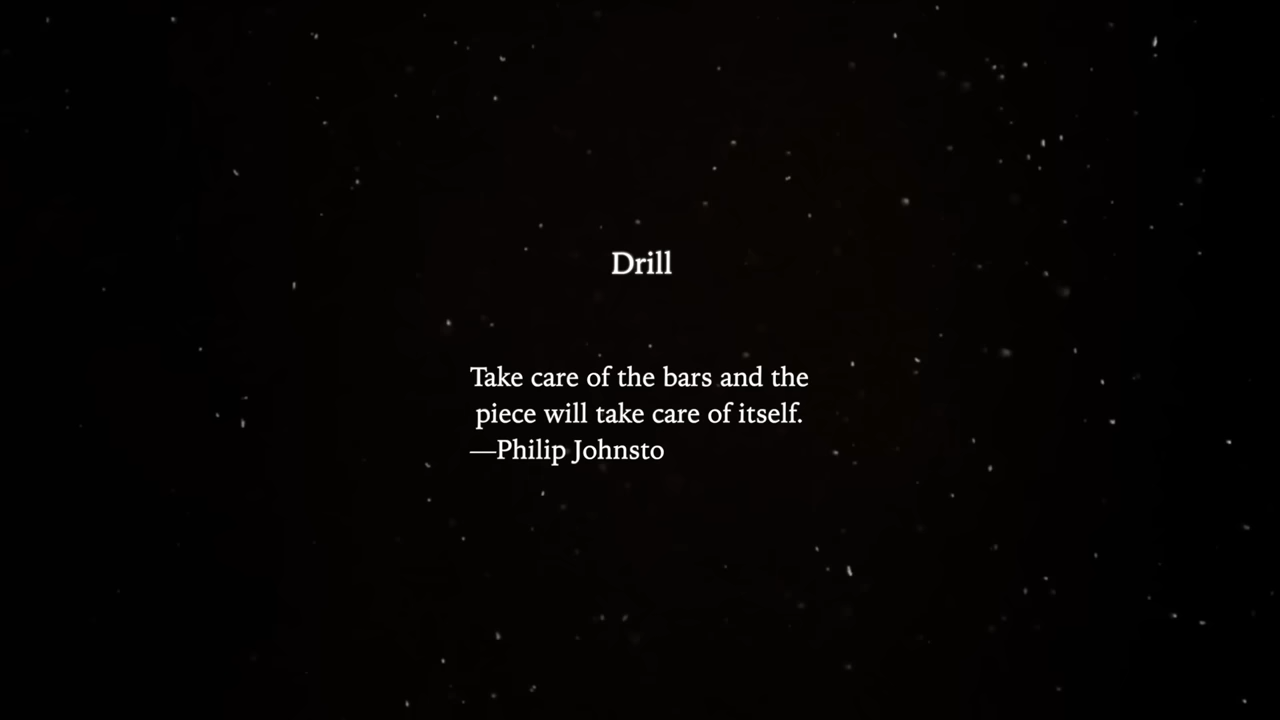 Drill
Take care of the bars and the
piece will take care of itself.
—Philip Johnsto